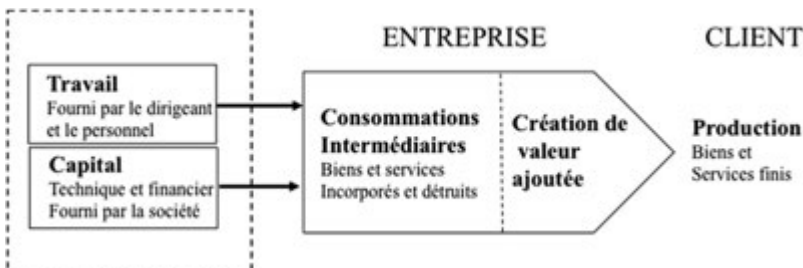 ENTREPRISE
CLIENT
Travail
Fourni par le dirigeant
et le personnel
Capital
Technique et financier
Fourni par la société
Consommations
Intermédiaires
Biens et services
Incorporés et détruits
Création de
valeur
ajoutée
Production
Biens et
Services finis